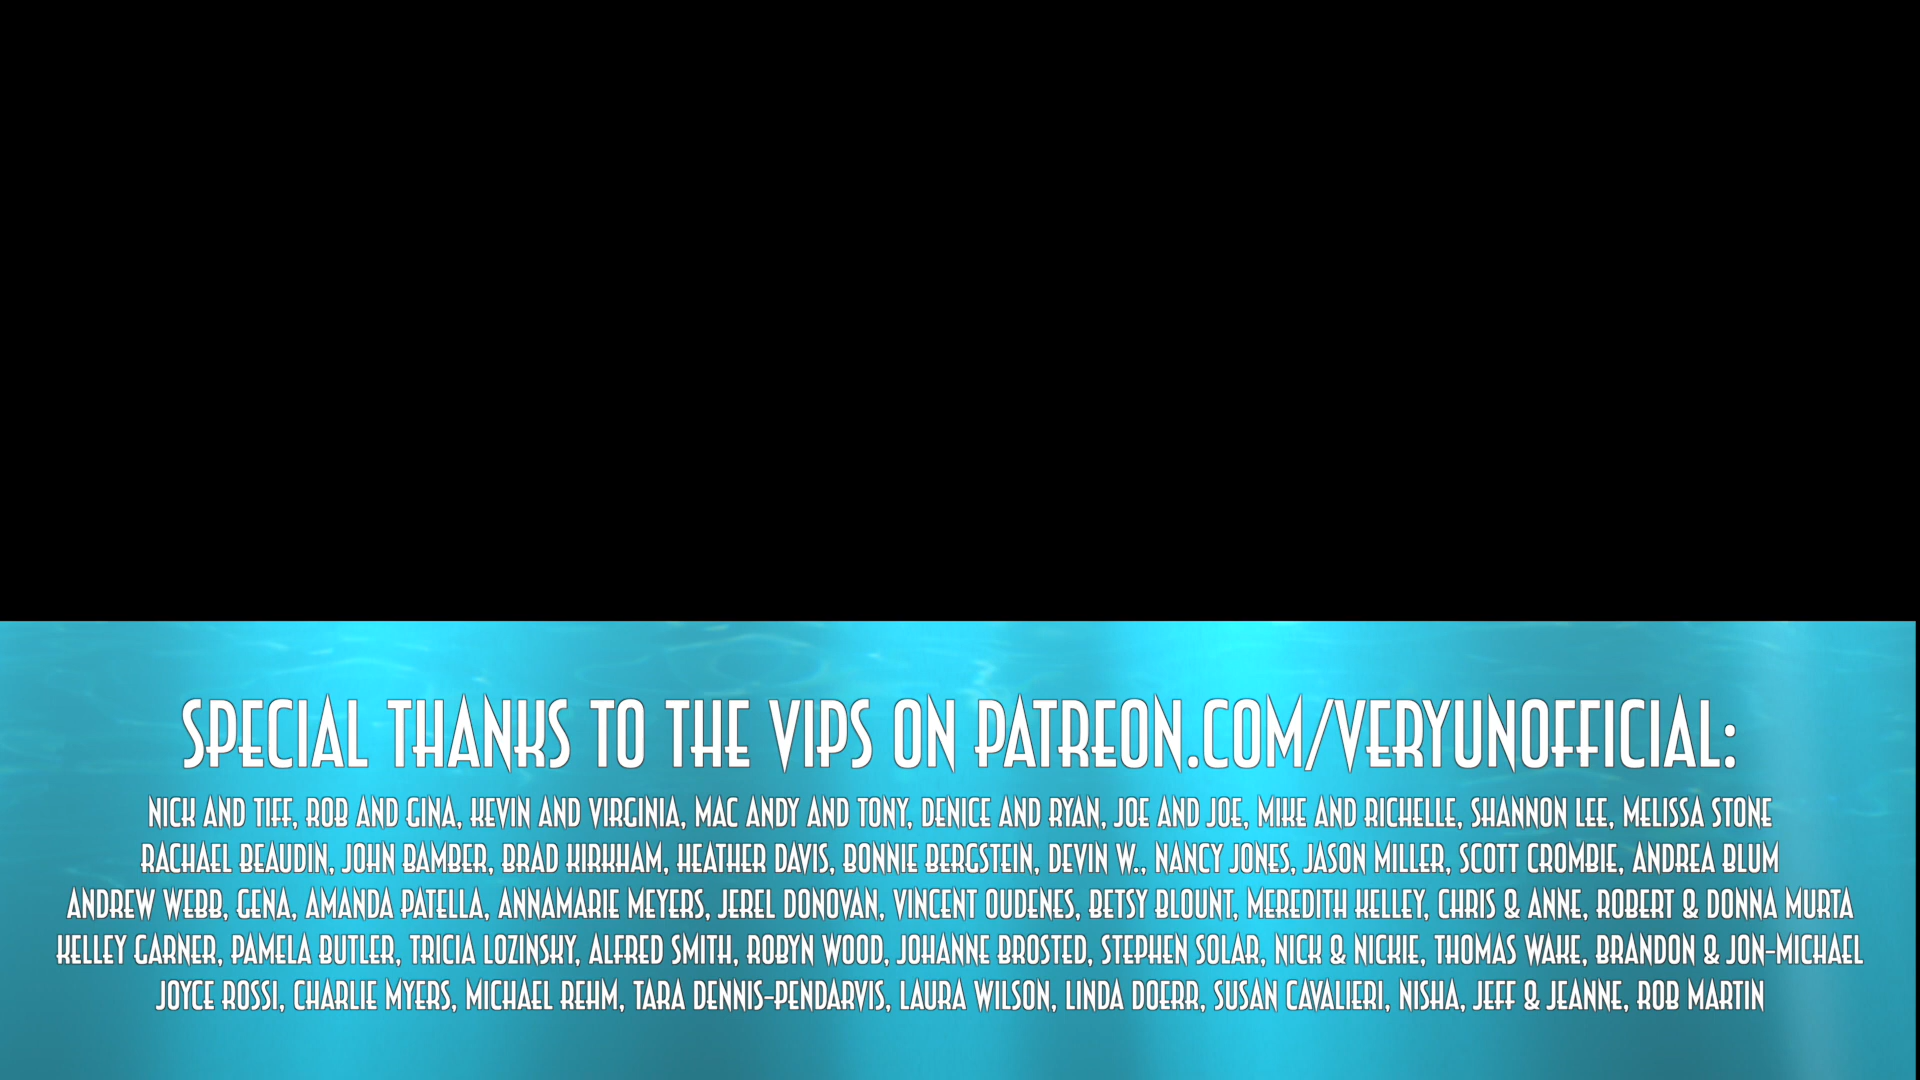 SPECIAL THANKS TO THE VIPS ON PATREON.COM/VERYUNOFFICIAL:
NICK AND TIFF, ROB AND GINA, KEVIN AND VIRGINIA, MAC ANDY AND TONY, DENICE AND RYAN, JOE AND JOE, MIKE AND RICHELLE, SHANNON LEE, MELISSA STONE
RACHAEL BEAUDIN, JOHN BAMBER, BRAD KIRKHAM, HEATHER DAVIS, BONNIE BERGSTEIN, DEVIN W., NANCY JONES, JASON MILLER, SCOTT CROMBIE, ANDREA BLUM
ANDREW WEBB, GENA, AMANDA PATELLA, ANNAMARIE MEYERS, JEREL DONOVAN, VINCENT OUDENES, BETSY BLOUNT, MEREDITH KELLEY, CHRIS & ANNE, ROBERT & DONNA MURTA
KELLEY GARNER, PAMELA BUTLER, TRICIA LOZINSKY, ALFRED SMITH, ROBYN WOOD, JOHANNE BROSTED, STEPHEN SOLAR, NICK & NICKIE, THOMAS WAKE, BRANDON & JON-MICHAEL
JOYCE ROSSI, CHARLIE MYERS, MICHAEL REHM, TARA DENNIS-PENDARVIS, LAURA WILSON, LINDA DOERR, SUSAN CAVALIERI, NISHA, JEFF & JEANNE, ROB MARTIN